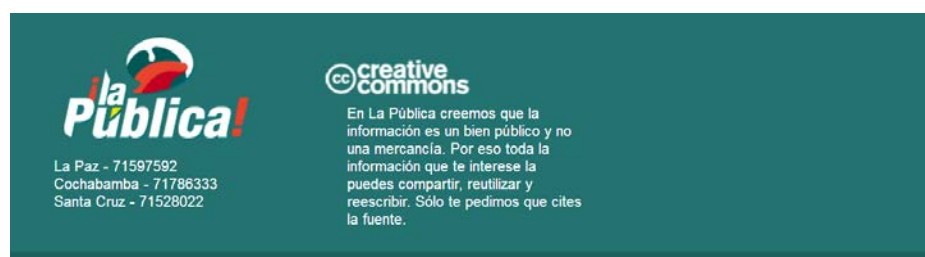 ¡la
Pública!
La Paz - 71597592
Cochabamba - 71786333
Santa Cruz - 71528022
cc creative
commons
En La Pública creemos que la
información es un bien público y no
una mercancía. Por eso toda la
información que te interese la
puedes compartir, reutilizar y
reescribir. Sólo te pedimos que cites
la fuente.